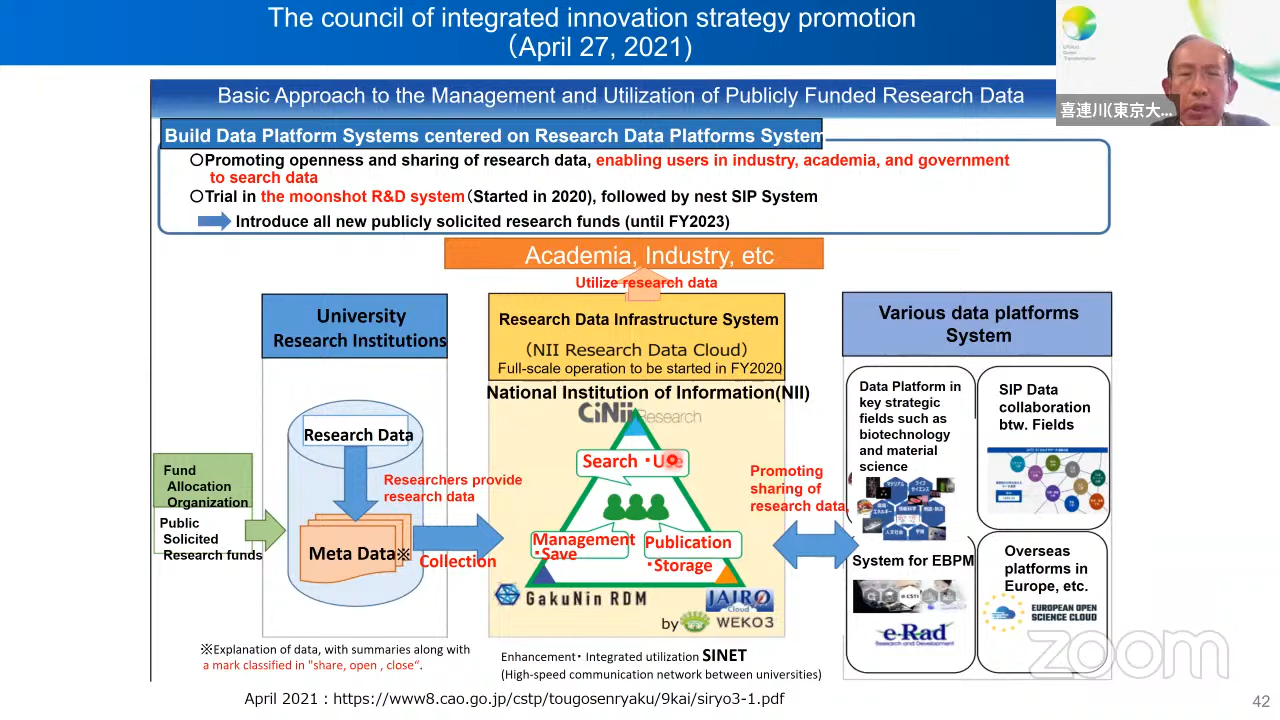 The council of integrated innovation strategy promotion
（April 27, 2021)
喜連川(東京大...
Basic Approach to the Management and Utilization of Publicly Funded Research Data
Build Data Platform Systems centered on Research Data Platforms System
〇Promoting openness and sharing of research data, enabling users in industry, academia, and government
to search data
〇Trial in the moonshot R&D system（Started in 2020), followed by nest SIP System
Introduce all new publicly solicited research funds (until FY2023)
Academia, Industry, etc
Utilize research data
University
Research Institutions
Research Data Infrastructure System
（NII Research Data Cloud）
Full-scale operation to be started in FY2020
National Institution of Information(NII)
CiNii Research
Various data platforms
System
Fund
Allocation
Organization
Public
Solicited
Research funds
Research Data
Meta Data※
Researchers provide
research data
Collection
Search ・Use
Management
・Save
Publication
・Storage
GakuNin RDM
JAIRO
Cloud
by WEKO3
Promoting
sharing of
research data
Data Platform in
key strategic
fields such as
biotechnology
and material
science
SIP Data
collaboration
btw. Fields
System for EBPM
e-Rad
Research and Development
Overseas
platforms in
Europe, etc.
EUROPEAN OPEN
SCIENCE CLOUD
※Explanation of data, with summaries along with
a mark classified in "share, open , close“.
Enhancement・ Integrated utilization SINET
(High-speed communication network between universities)
zoom
April 2021 : https://www8.cao.go.jp/cstp/tougosenryaku/9kai/siryo3-1.pdf
42